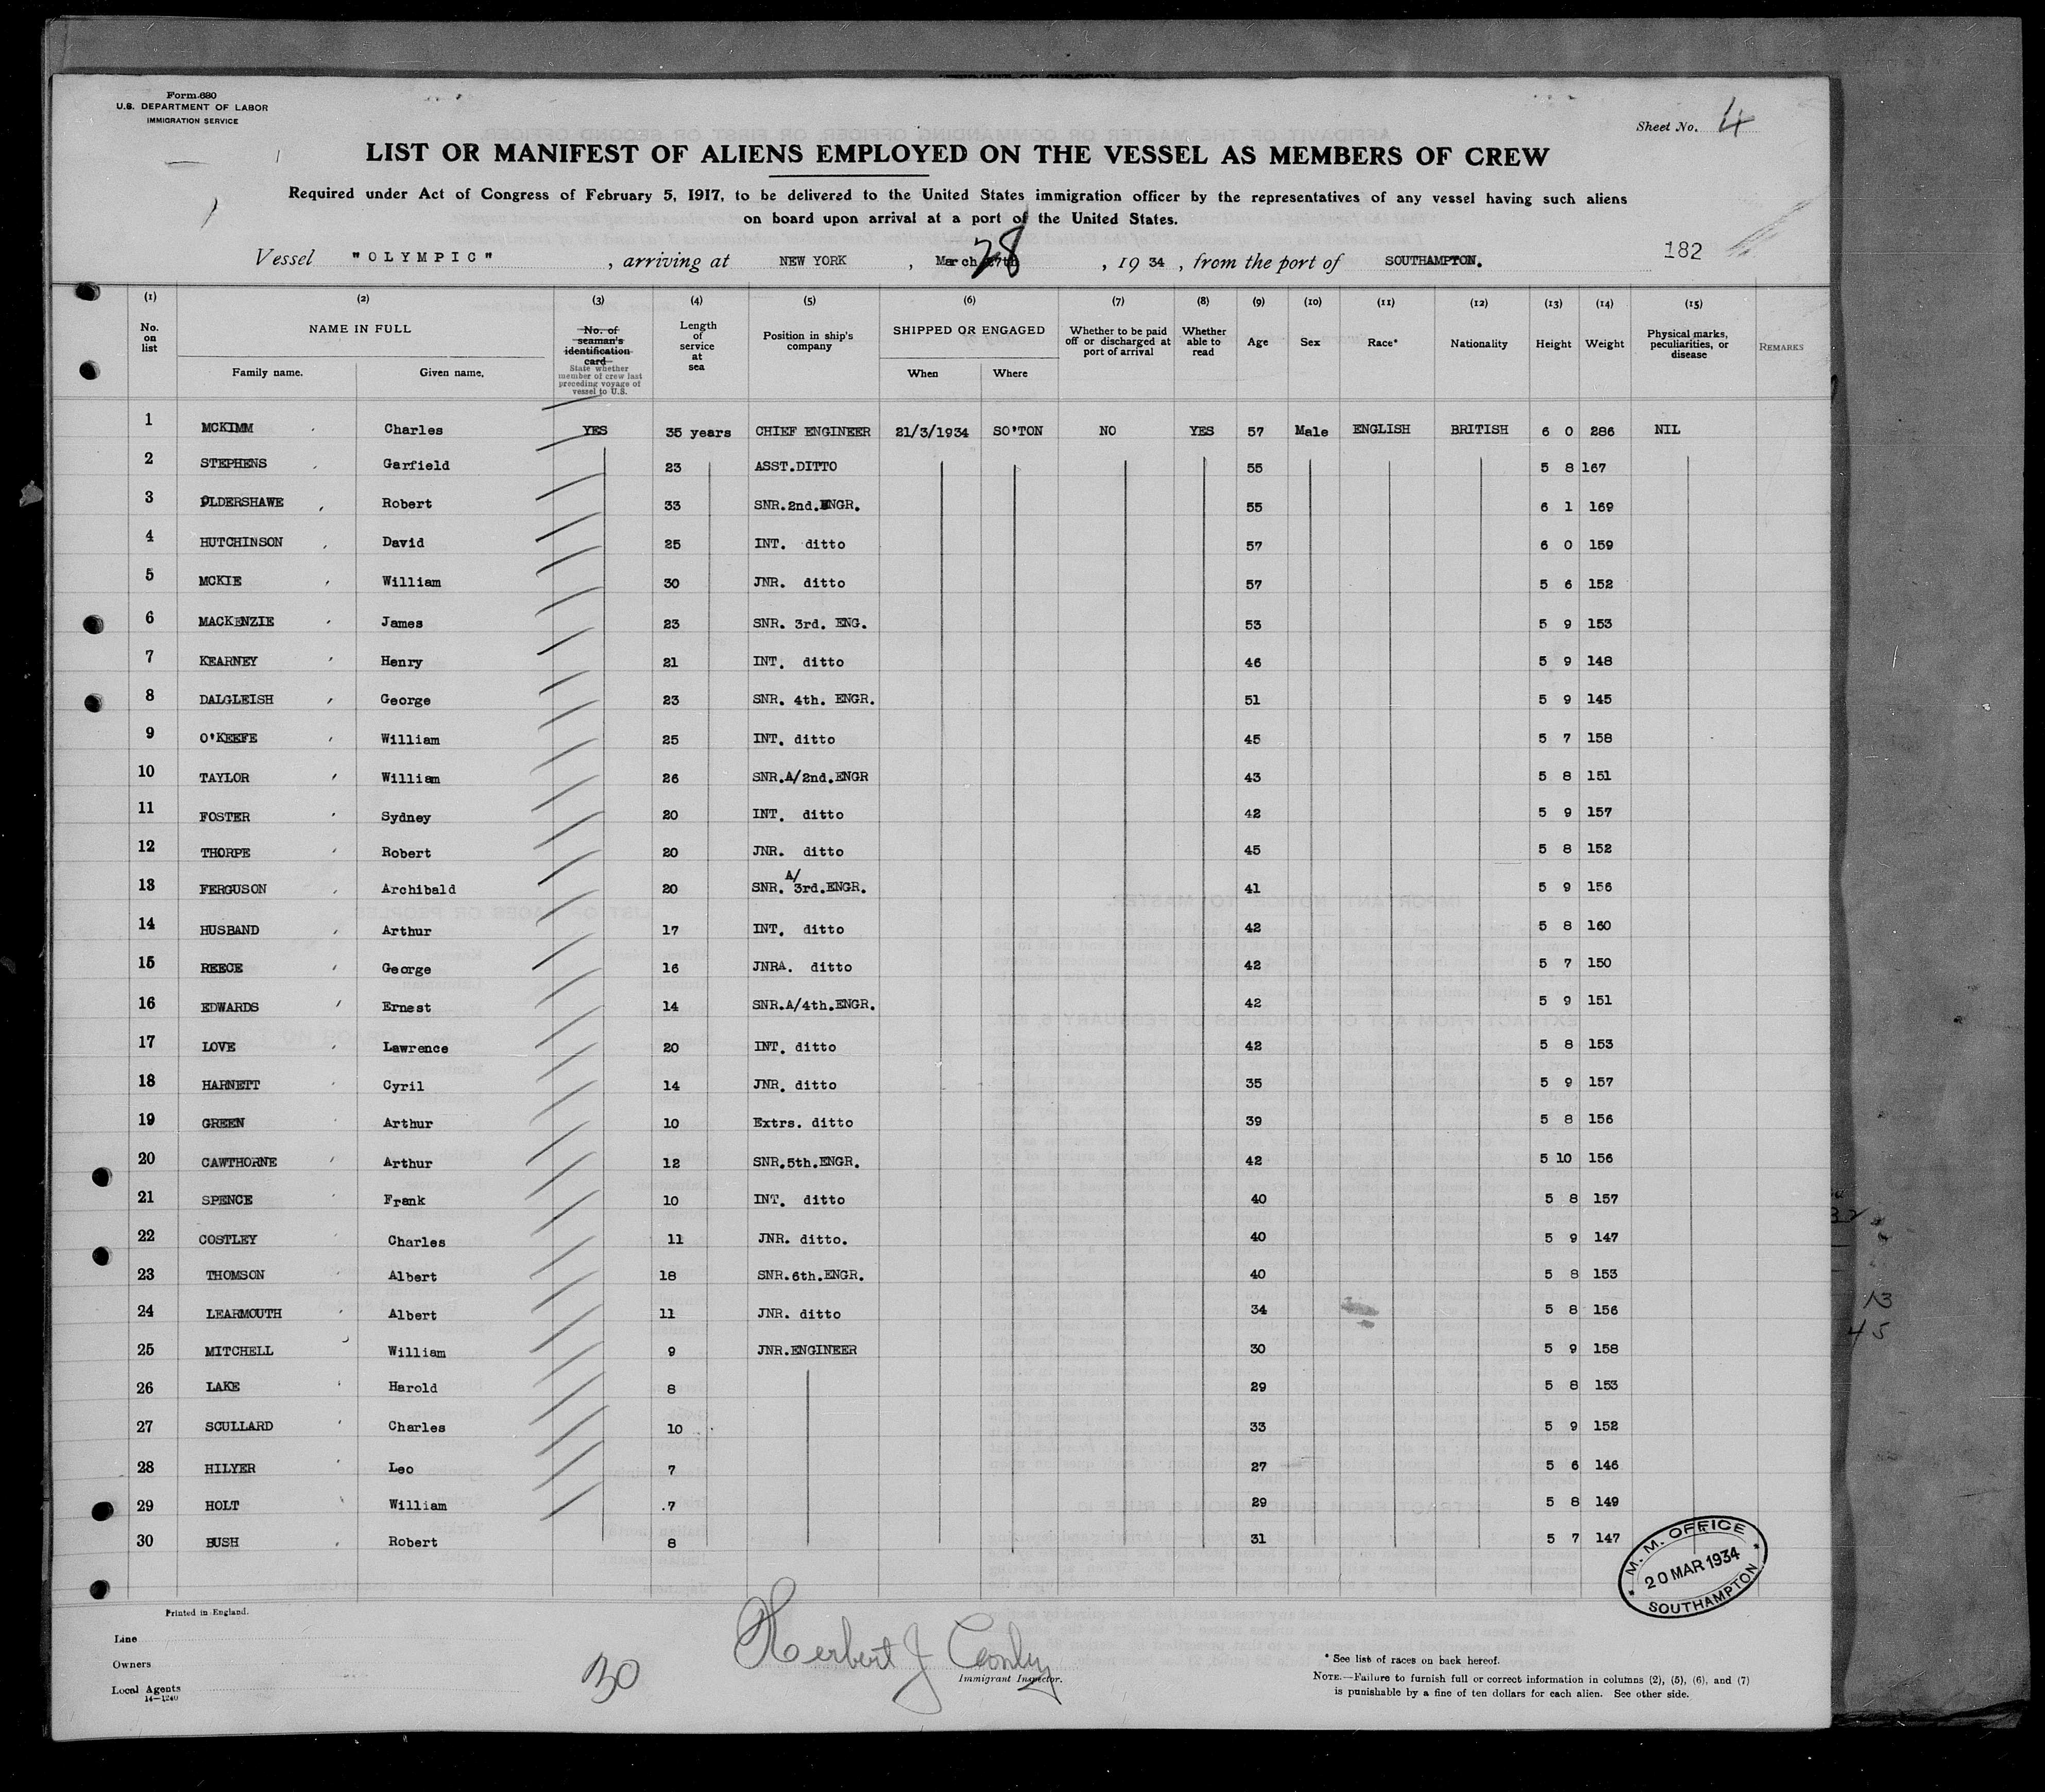 Form 680
U.S. DEPARTMENT OF LABOR
IMMIGRATION SERVICE
Sheet No. 4
LIST OR MANIFEST OF ALIENS EMPLOYED ON THE VESSEL AS MEMBERS OF CREW
Required under Act of Congress of February 5, 1917, to be delivered to the United States immigration officer by the representatives of any vessel having such aliens
on board upon arrival at a port of the United States.
Vessel "OLYMPIC", arriving at NEW YORK, March 28, 1934, from the port of SOUTHAMPTON. 182
(1) (2) (3) (4) (5) (6) (7) (8) (9) (10) (11) (12) (13) (14) (15)
No. on list NAME IN FULL Family name. Given name. No. of seaman's identification card State whether member of crew last preceding voyage of vessel to U.S. Length of service at sea Position in ship's company SHIPPED OR ENGAGED When Where Whether to be paid off or discharged at port of arrival Whether able to read Age Sex Race* Nationality Height Weight Physical marks, peculiarities, or disease REMARKS
1 MCKIMM Charles YES 35 years CHIEF ENGINEER 21/3/1934 SO'TON NO YES 57 Male ENGLISH BRITISH 6 0 286 NIL
2 STEPHENS Garfield 23 ASST.DITTO 55 5 8 167
3 OLDERSHAWE Robert 33 SNR.2nd.ENGR. 55 6 1 169
4 HUTCHINSON David 25 INT. ditto 57 6 0 159
5 MCKIE William 30 JNR. ditto 57 5 6 152
6 MACKENZIE James 23 SNR. 3rd. ENG. 53 5 9 153
7 KEARNEY Henry 21 INT. ditto 46 5 9 148
8 DALGLEISH George 23 SNR. 4th. ENGR. 51 5 9 145
9 O'KEEFE William 25 INT. ditto 45 5 7 158
10 TAYLOR William 26 SNR.A/2nd.ENGR 43 5 8 151
11 FOSTER Sydney 20 INT. ditto 42 5 9 157
12 THORPE Robert 20 JNR. ditto 45 5 8 152
13 FERGUSON Archibald 20 SNR. A/ 3rd.ENGR. 41 5 9 156
14 HUSBAND Arthur 17 INT. ditto 42 5 8 160
15 REECE George 16 JNRA. ditto 42 5 7 150
16 EDWARDS Ernest 14 SNR.A/4th.ENGR. 42 5 9 151
17 LOVE Lawrence 20 INT. ditto 42 5 8 153
18 HARNETT Cyril 14 JNR. ditto 35 5 9 157
19 GREEN Arthur 10 Extrs. ditto 39 5 8 156
20 CAWTHORNE Arthur 12 SNR.5th.ENGR. 42 5 10 156
21 SPENCE Frank 10 INT. ditto 40 5 8 157
22 COSTLEY Charles 11 JNR. ditto. 40 5 9 147
23 THOMSON Albert 18 SNR.6th.ENGR. 40 5 8 153
24 LEARMOUTH Albert 11 JNR. ditto 34 5 8 156
25 MITCHELL William 9 JNR.ENGINEER 30 5 9 158
26 LAKE Harold 8 29 5 8 153
27 SCULLARD Charles 10 33 5 9 152
28 HILYER Leo 7 27 5 6 146
29 HOLT William .7 29 5 8 149
30 BUSH Robert 8 31 5 7 147
M. M. OFFICE
20 MAR 1934
SOUTHAMPTON
Printed in England.
Line
Owners
Local Agents
14—1240
30
Herbert J
Immigrant Inspector.
* See list of races on back hereof.
NOTE.—Failure to furnish full or correct information in columns (2), (5), (6), and (7)
is punishable by a fine of ten dollars for each alien. See other side.
13
45